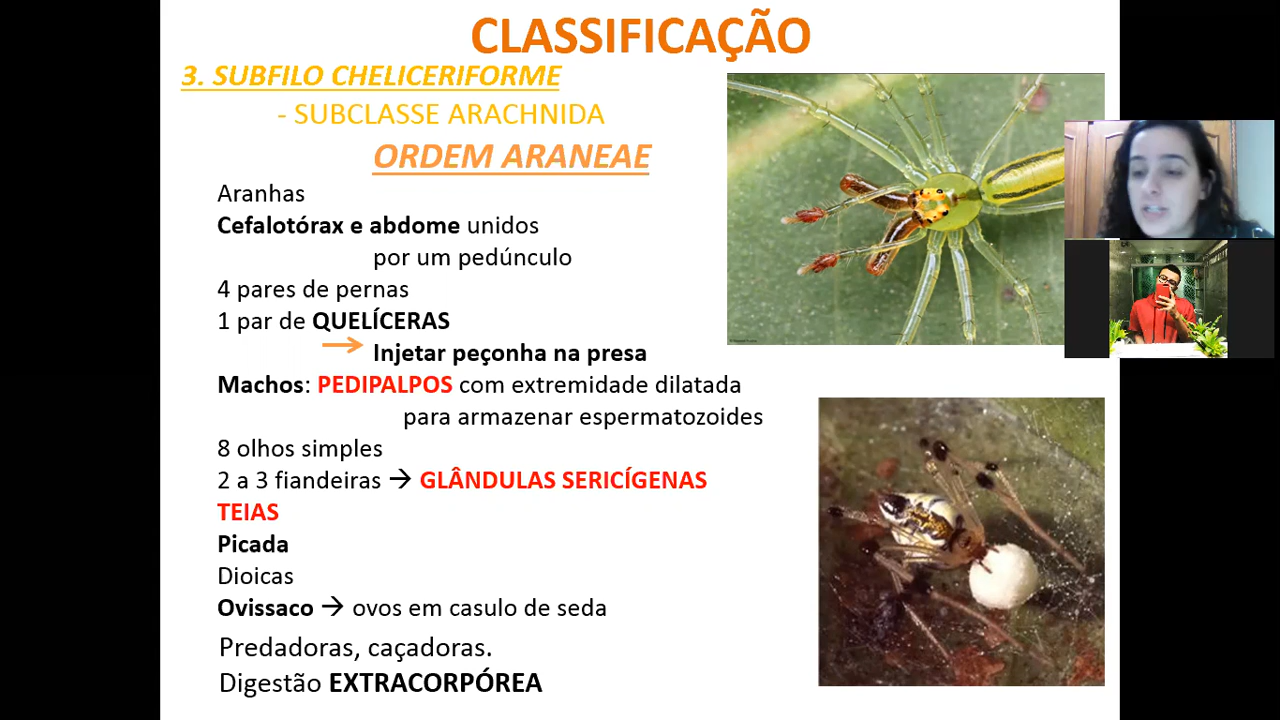 CLASSIFICAÇÃO
3. SUBFILO CHELICERIFORME
- SUBCLASSE ARACHNIDA
ORDEM ARANEAE
Aranhas
Cefalotórax e abdome unidos
por um pedúnculo
4 pares de pernas
1 par de QUELÍCERAS
→ Injetar peçonha na presa
Machos: PEDIPALPOS com extremidade dilatada
para armazenar espermatozoides
8 olhos simples
2 a 3 fiandeiras → GLÂNDULAS SERICÍGENAS
TEIAS
Picada
Dioicas
Ovissaco → ovos em casulo de seda
Predadoras, caçadoras.
Digestão EXTRACORPÓREA